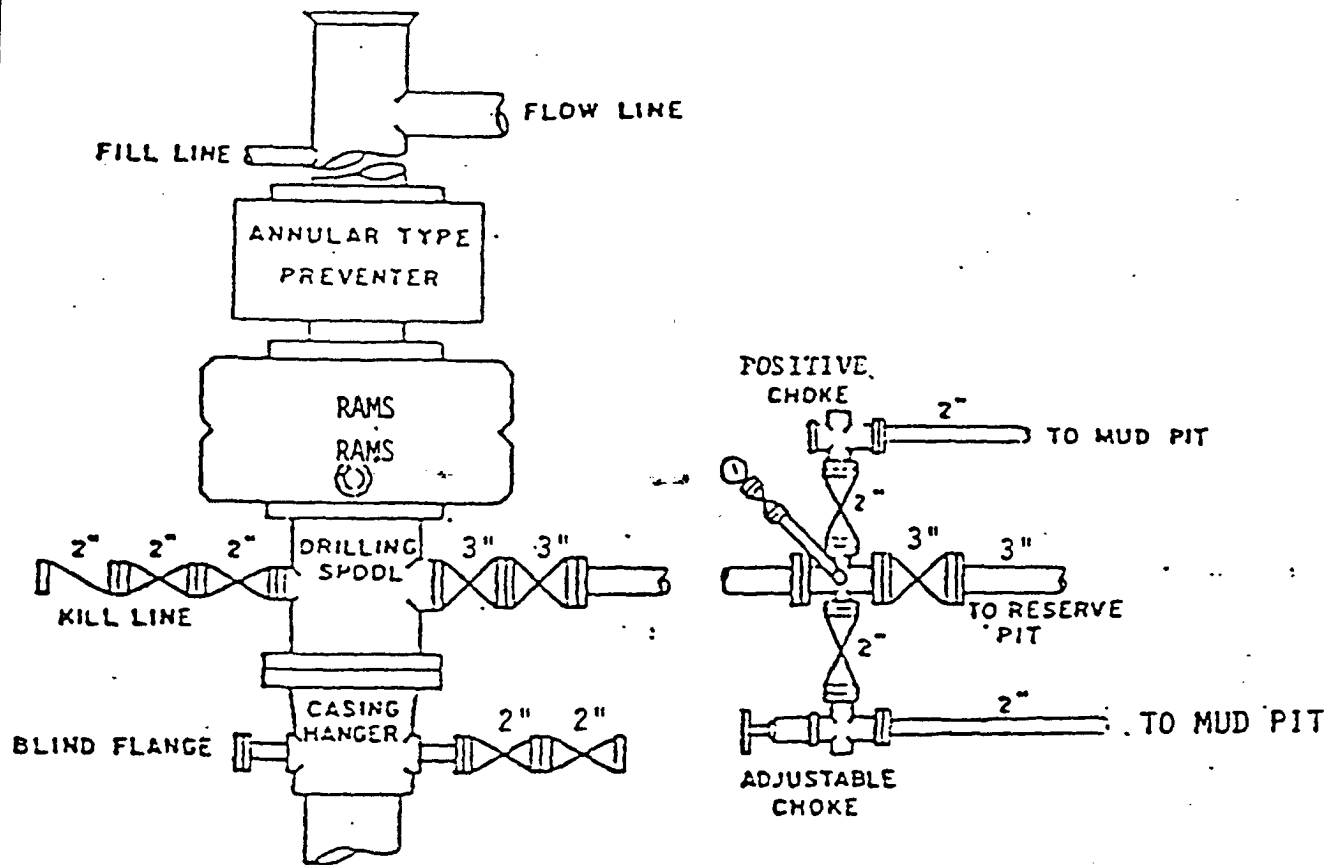 FLOW LINE
FILL LINE
ANNULAR TYPE
PREVENTER
RAMS
RAMS
2" 2" 2"
DRILLING
SPOOL
3" 3"
KILL LINE
CASING
HANGER
2" 2"
BLIND FLANGE
POSITIVE
CHOKE
2"
TO MUD PIT
2"
3" 3"
TO RESERVE
PIT
2"
2"
TO MUD PIT
ADJUSTABLE
CHOKE